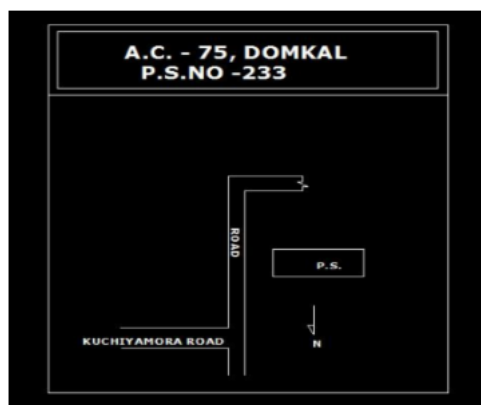 A.C. - 75, DOMKAL
P.S.NO -233
ROAD
P.S.
KUCHIYAMORA ROAD
N